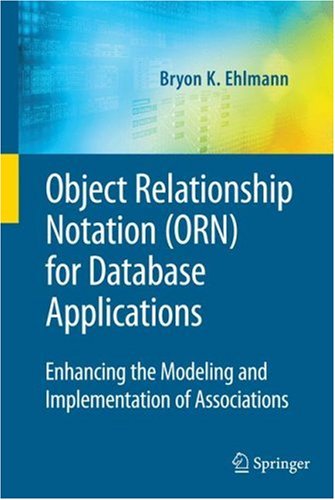 Bryon K. Ehlmann
Object Relationship
Notation (ORN)
for Database
Applications
Enhancing the Modeling and
Implementation of Associations
Springer